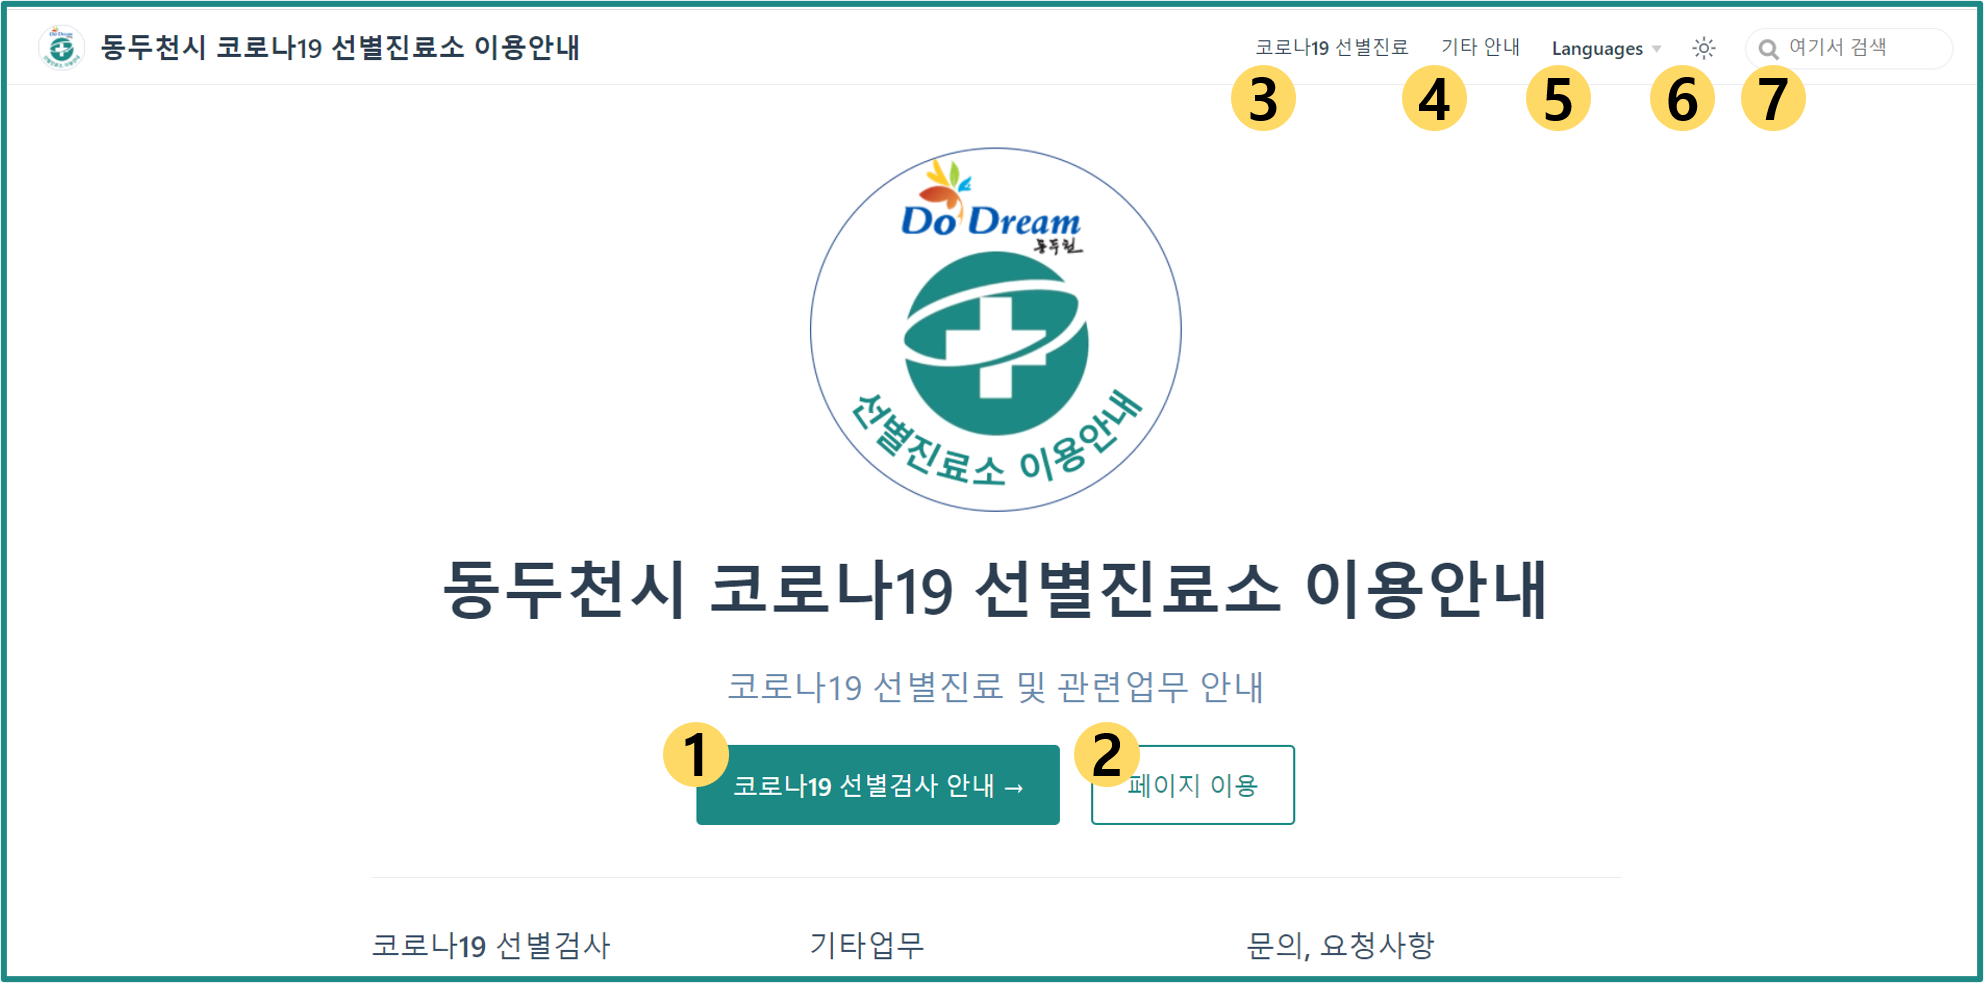 동두천시 코로나19 선별진료소 이용안내
코로나19 선별진료 기타 안내 Languages 여기서 검색
3 4 5 6 7
Do Dream
동두천
선별진료소 이용안내
동두천시 코로나19 선별진료소 이용안내
코로나19 선별진료 및 관련업무 안내
1 2
코로나19 선별검사 안내 → 페이지 이용
코로나19 선별검사 기타업무 문의, 요청사항